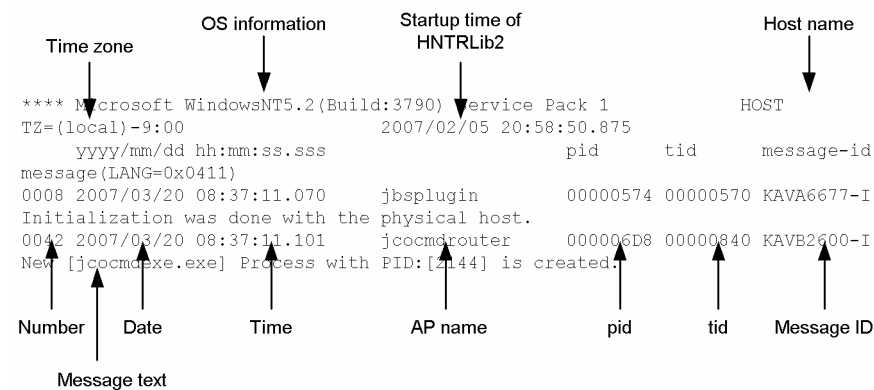 OS information
Startup time of
HNTRLib2
Host name
Time zone
**** Microsoft WindowsNT5.2(Build:3790) Service Pack 1 HOST
TZ=(local)-9:00 2007/02/05 20:58:50.875
yyyy/mm/dd hh:mm:ss.sss pid tid message-id
message(LANG=0x0411)
0008 2007/03/20 08:37:11.070 jbsplugin 00000574 00000570 KAVA6677-I
Initialization was done with the physical host.
0042 2007/03/20 08:37:11.101 jcocmdrouter 000006D8 00000840 KAVB2600-I
New [jcocmdexe.exe] Process with PID:[2144] is created.
Number Date Time AP name pid tid Message ID
Message text